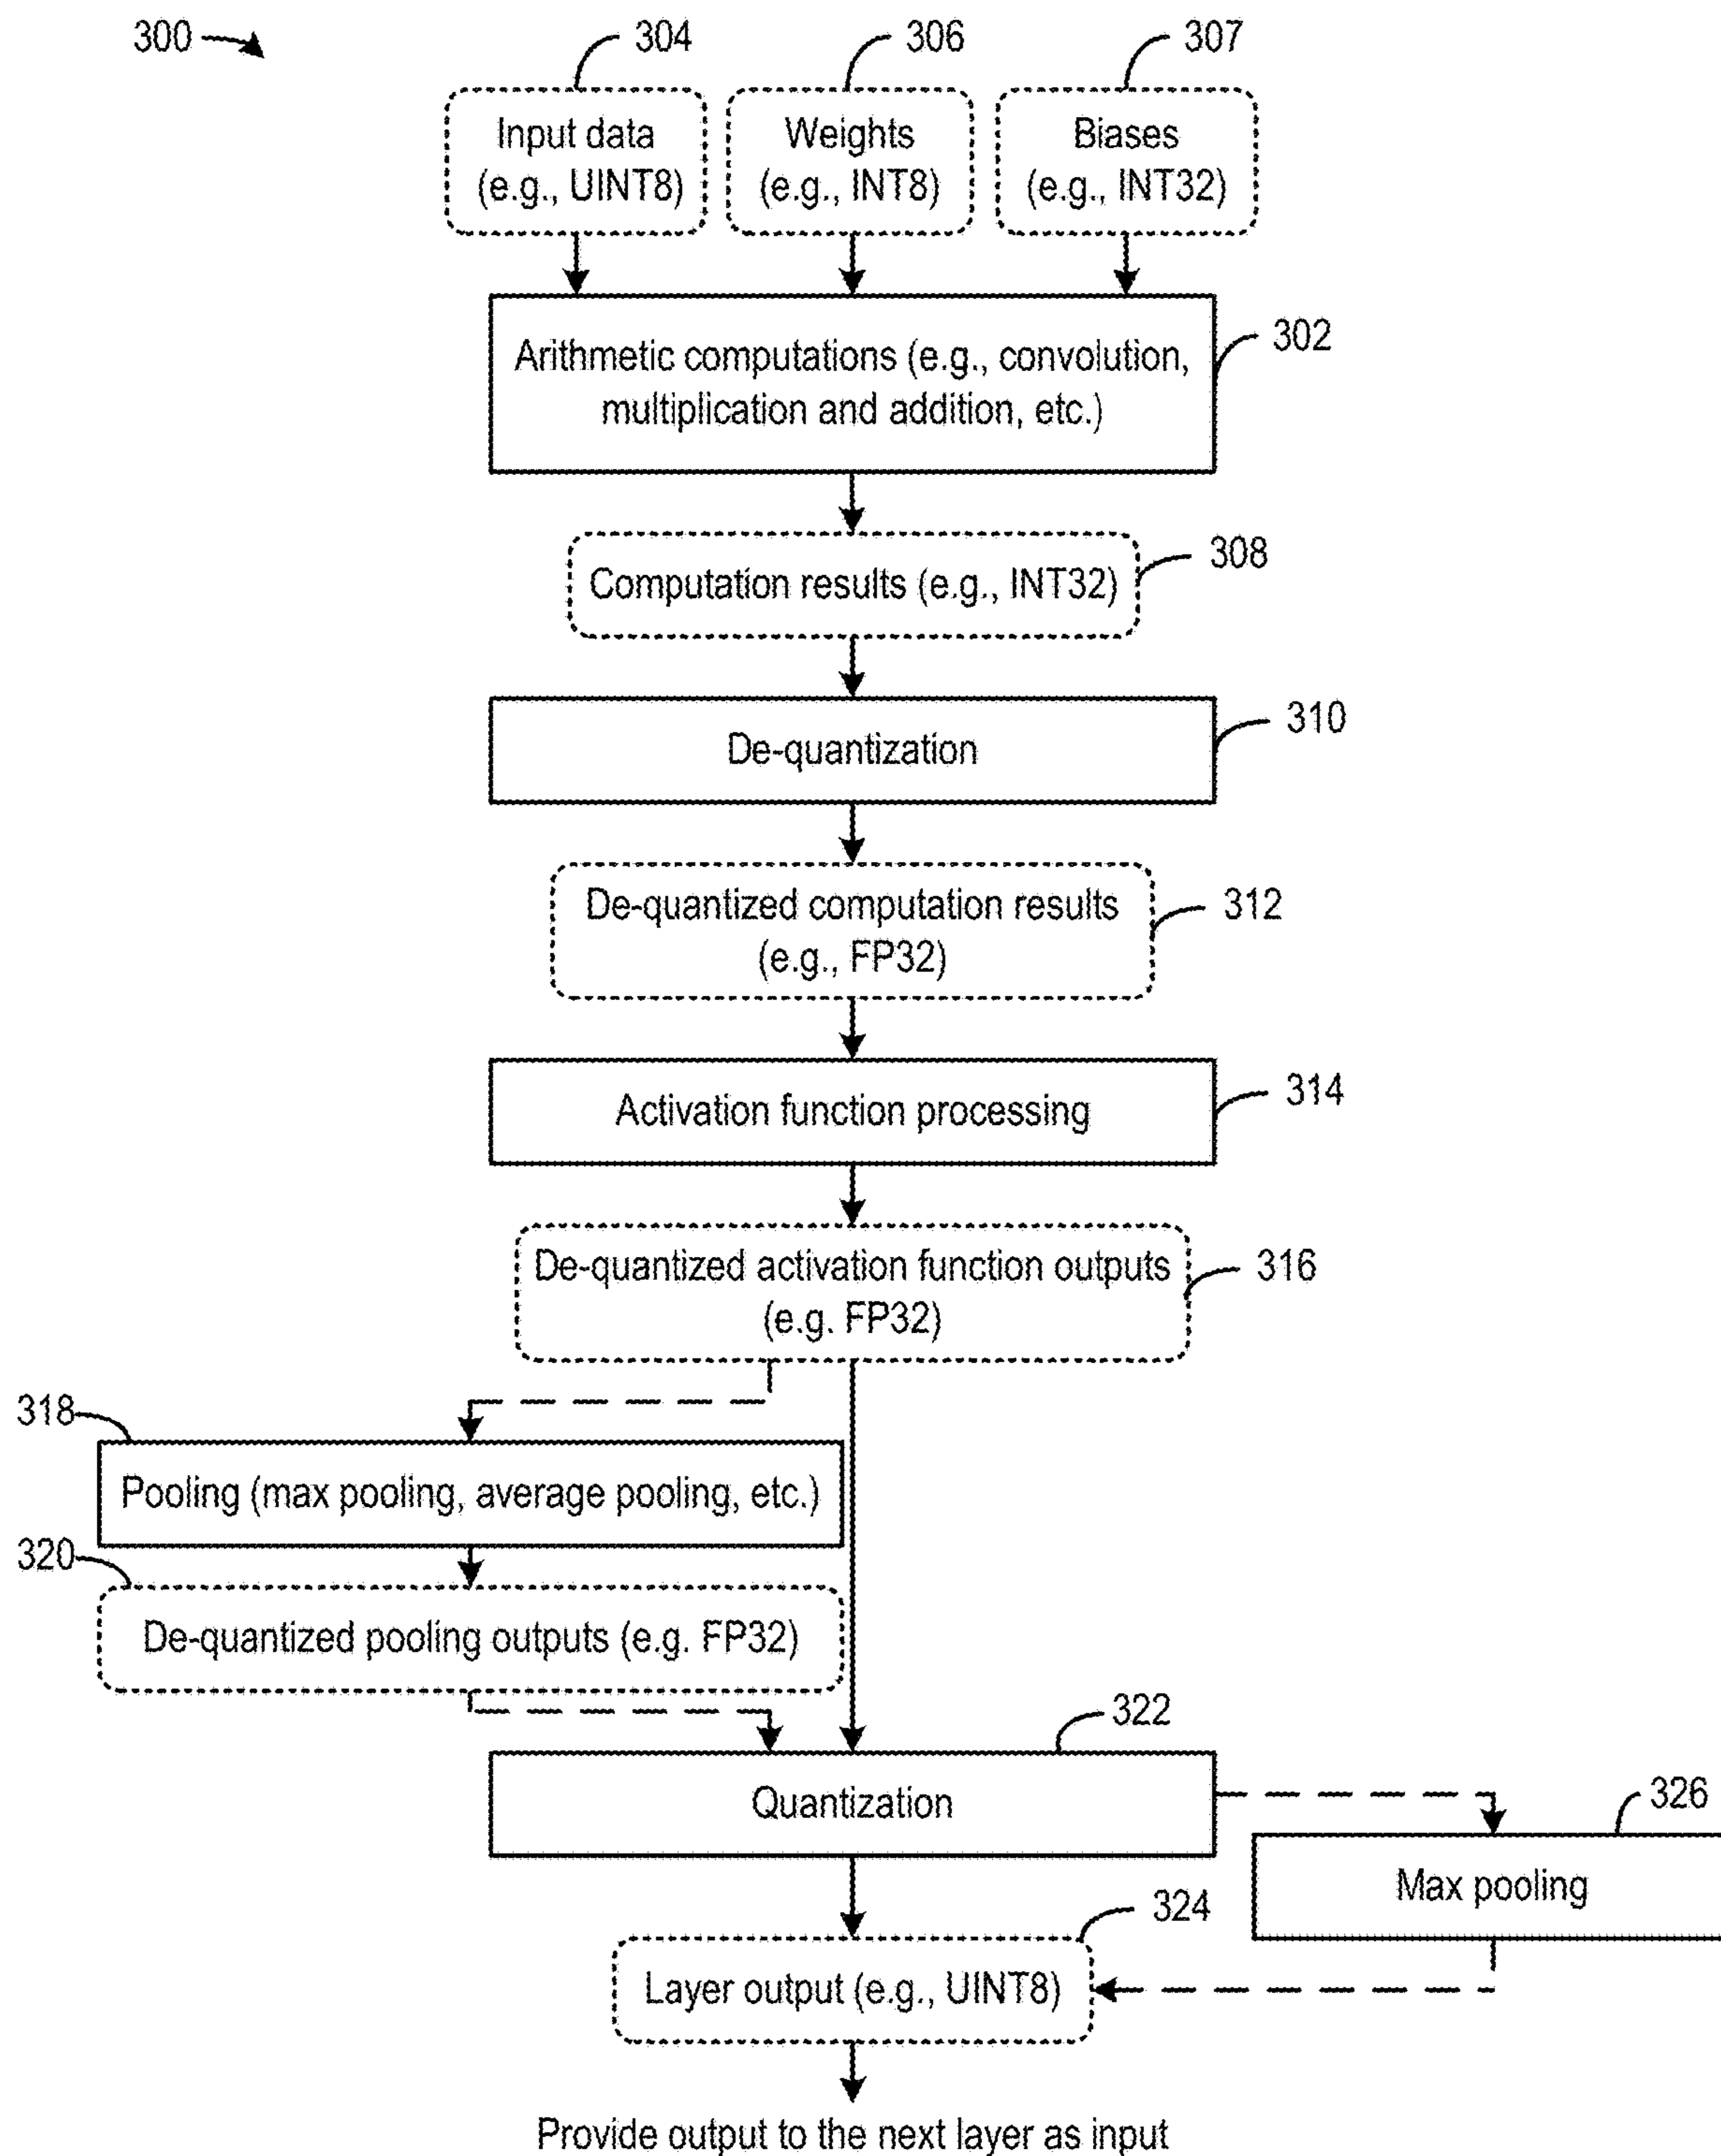 300
304
306
307
Input data
(e.g., UINT8)
Weights
(e.g., INT8)
Biases
(e.g., INT32)
302
Arithmetic computations (e.g., convolution,
multiplication and addition, etc.)
308
Computation results (e.g., INT32)
310
De-quantization
312
De-quantized computation results
(e.g., FP32)
314
Activation function processing
316
De-quantized activation function outputs
(e.g. FP32)
318
Pooling (max pooling, average pooling, etc.)
320
De-quantized pooling outputs (e.g. FP32)
322
Quantization
326
Max pooling
324
Layer output (e.g., UINT8)
Provide output to the next layer as input